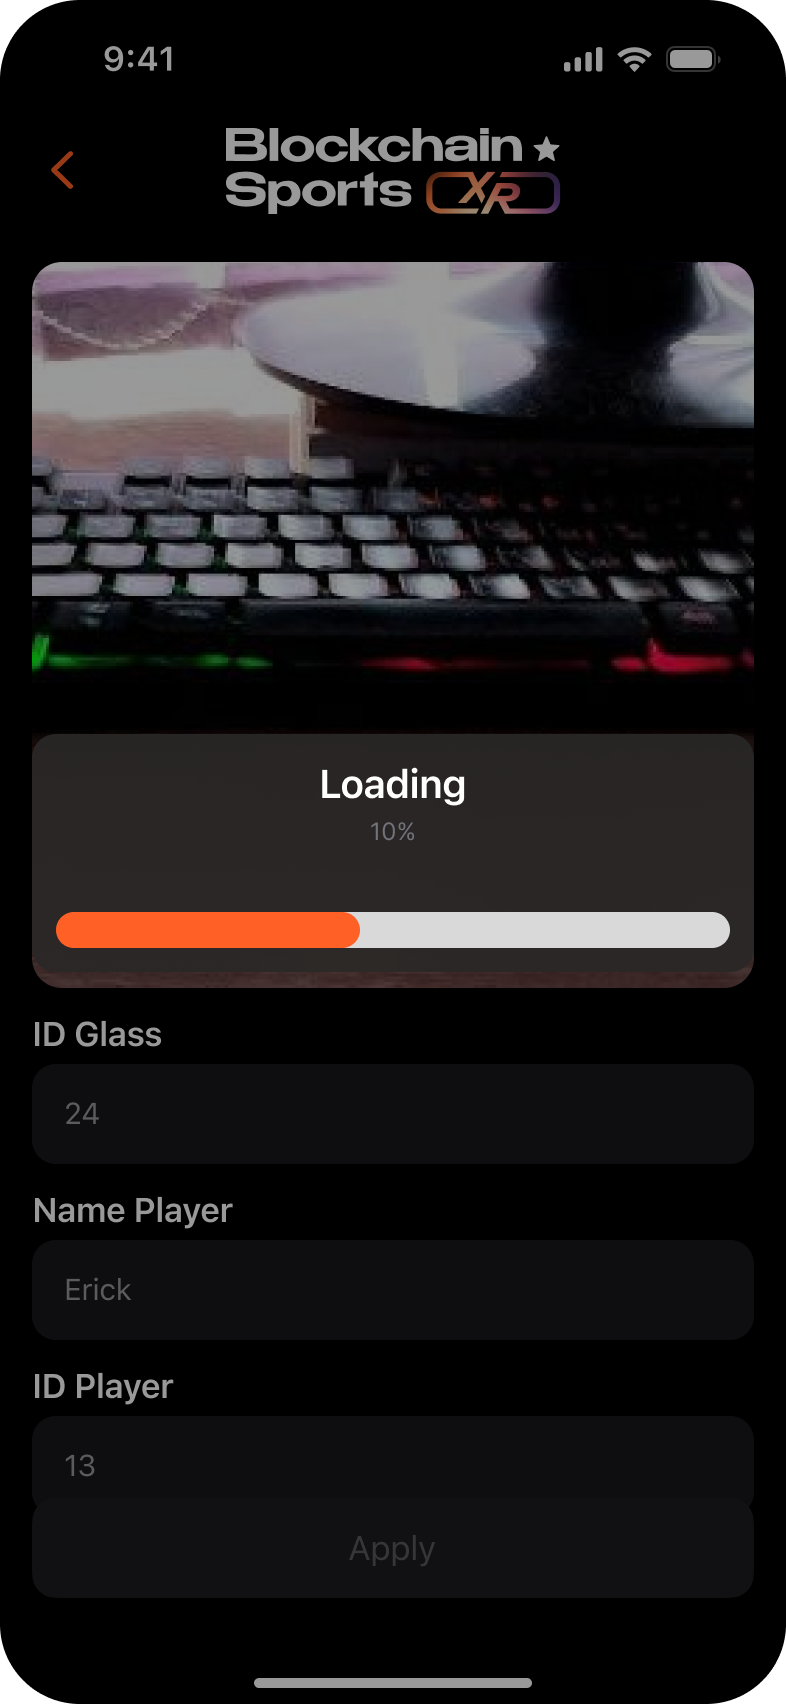 9:41
Blockchain
Sports XR
Loading
10%
ID Glass
24
Name Player
Erick
ID Player
13
Apply